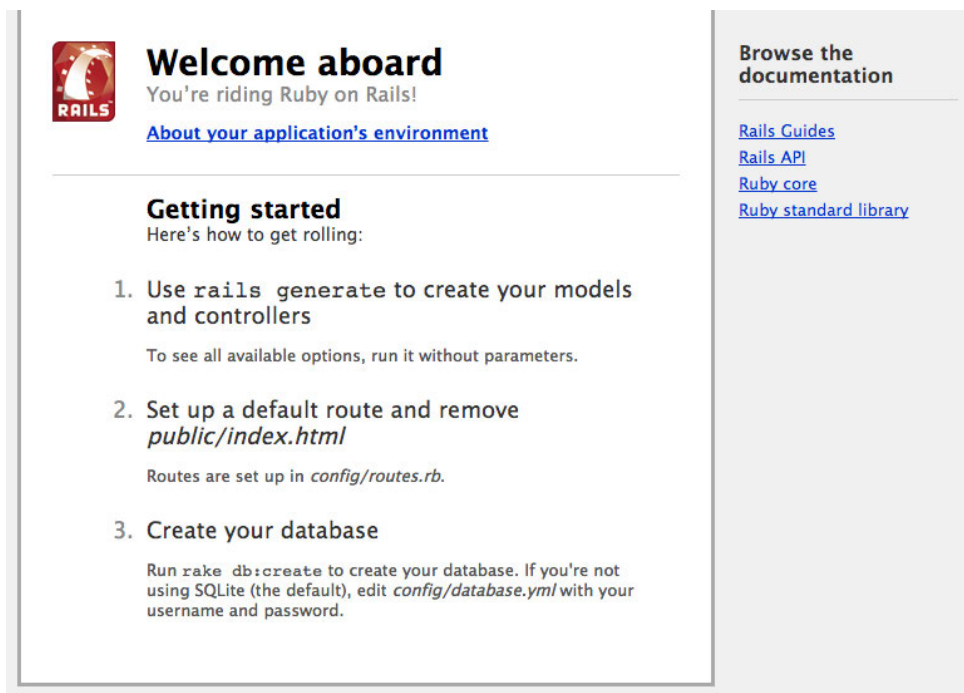 RAILS
Welcome aboard
You're riding Ruby on Rails!
About your application's environment
Getting started
Here's how to get rolling:
1. Use rails generate to create your models
and controllers
To see all available options, run it without parameters.
2. Set up a default route and remove
public/index.html
Routes are set up in config/routes.rb.
3. Create your database
Run rake db:create to create your database. If you're not
using SQLite (the default), edit config/database.yml with your
username and password.
Browse the
documentation
Rails Guides
Rails API
Ruby core
Ruby standard library